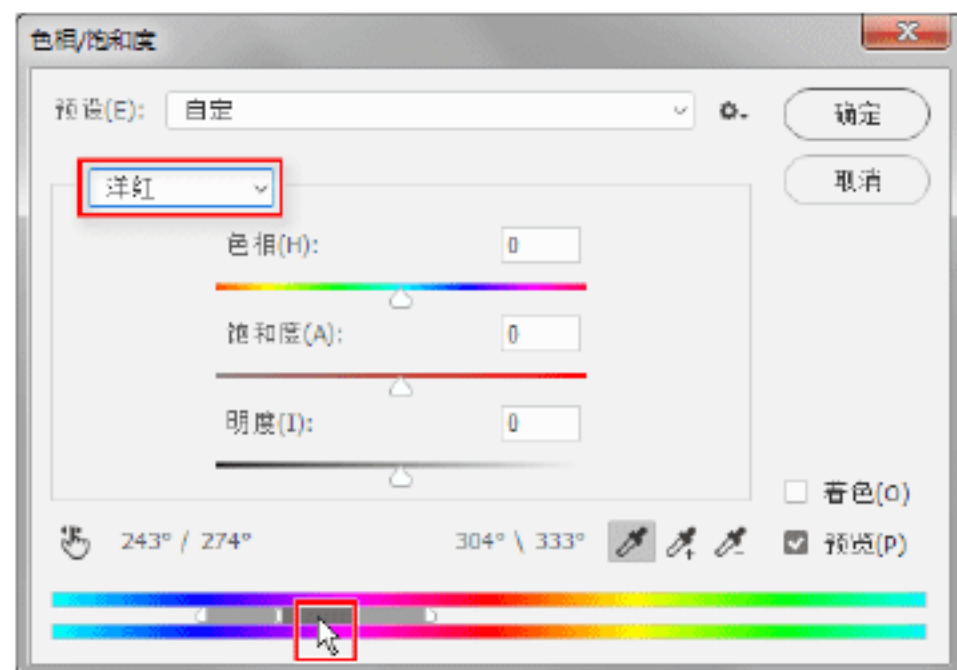 色相/饱和度
预设(E): 自定
确定
取消
洋红
色相(H): 0
饱和度(A): 0
明度(I): 0
着色(O)
243° / 274° 304° \ 333°
预览(P)